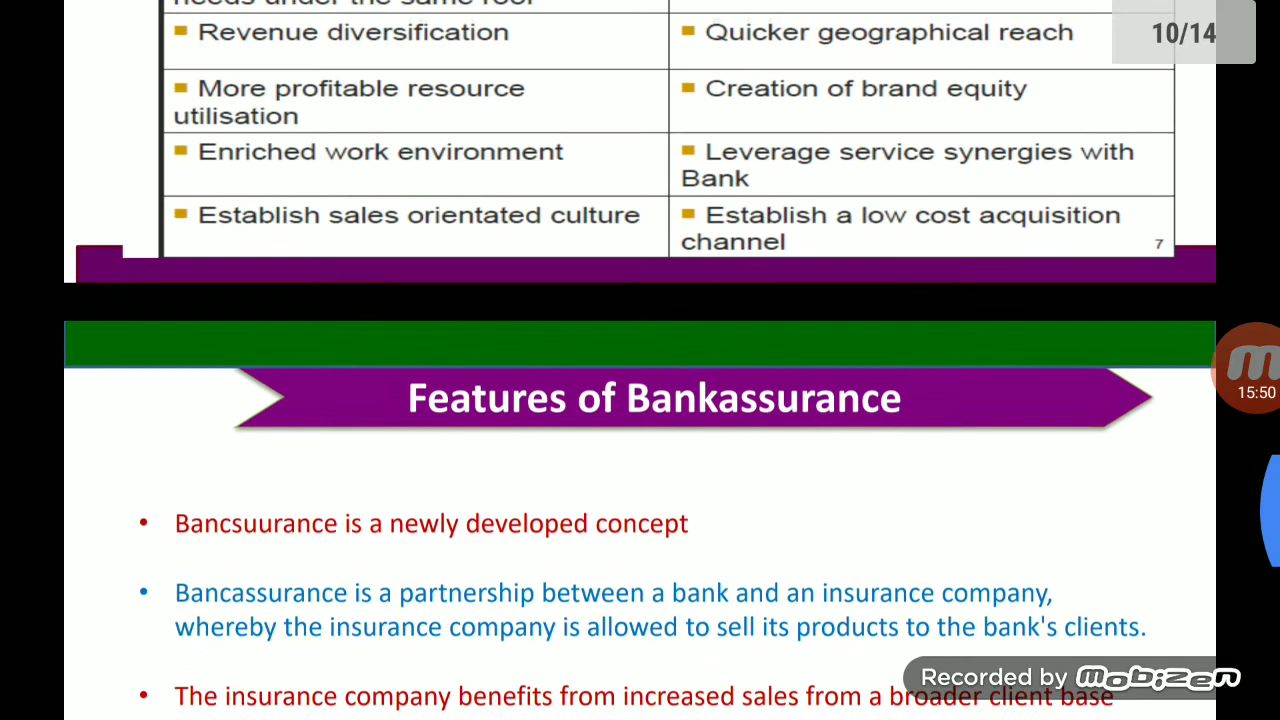 Revenue diversification
Quicker geographical reach
10/14
More profitable resource
utilisation
Creation of brand equity
Enriched work environment
Leverage service synergies with
Bank
Establish sales orientated culture
Establish a low cost acquisition
channel
7
Features of Bankassurance
15:50
• Bancsuurance is a newly developed concept
• Bancassurance is a partnership between a bank and an insurance company,
whereby the insurance company is allowed to sell its products to the bank's clients.
• The insurance company benefits from increased sales from a broader client base
Recorded by mobizen